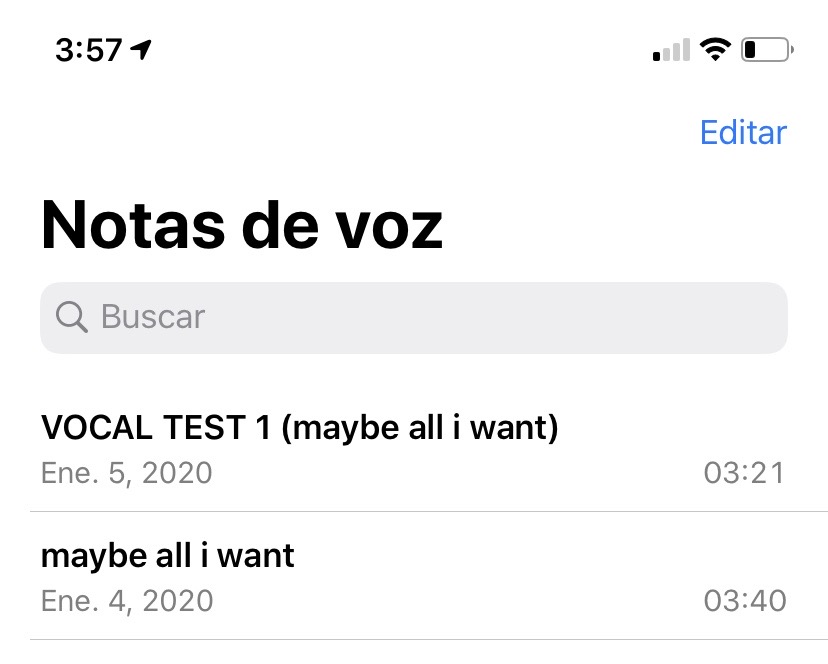 3:57
Editar
Notas de voz
Buscar
VOCAL TEST 1 (maybe all i want)
Ene. 5, 2020 03:21
maybe all i want
Ene. 4, 2020 03:40